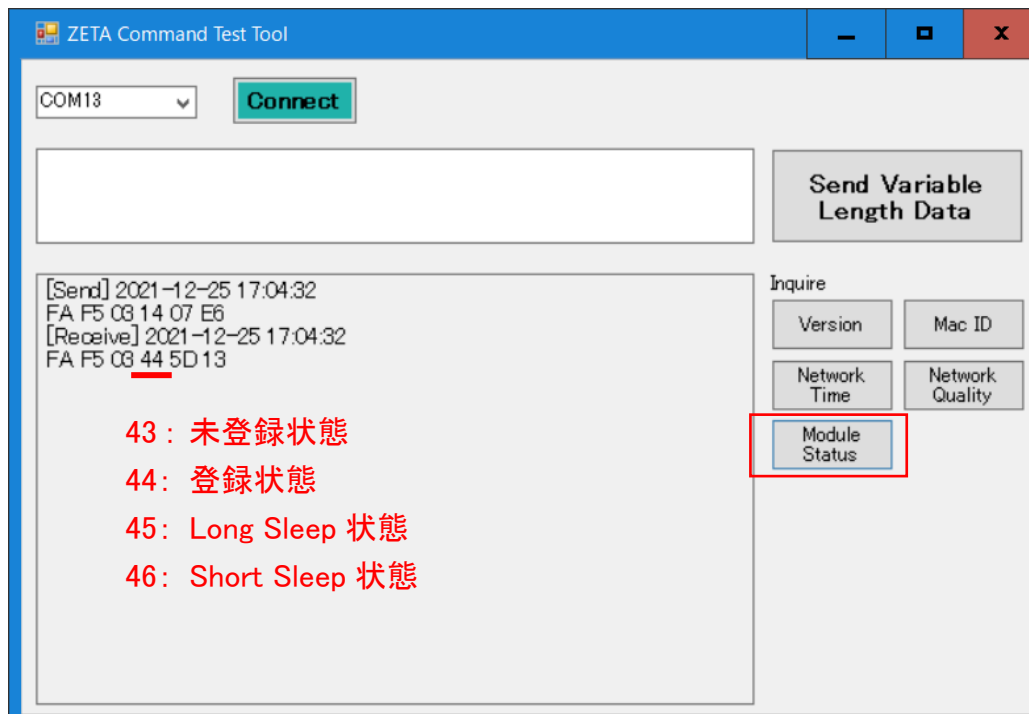 ZETA Command Test Tool
COM13
Connect
Send Variable
Length Data
[Send] 2021-12-25 17:04:32
FA F5 03 14 07 E6
[Receive] 2021-12-25 17:04:32
FA F5 03 44 5D 13
43 : 未登録状態
44 : 登録状態
45 : Long Sleep 状態
46 : Short Sleep 状態
Inquire
Version
Mac ID
Network
Time
Network
Quality
Module
Status